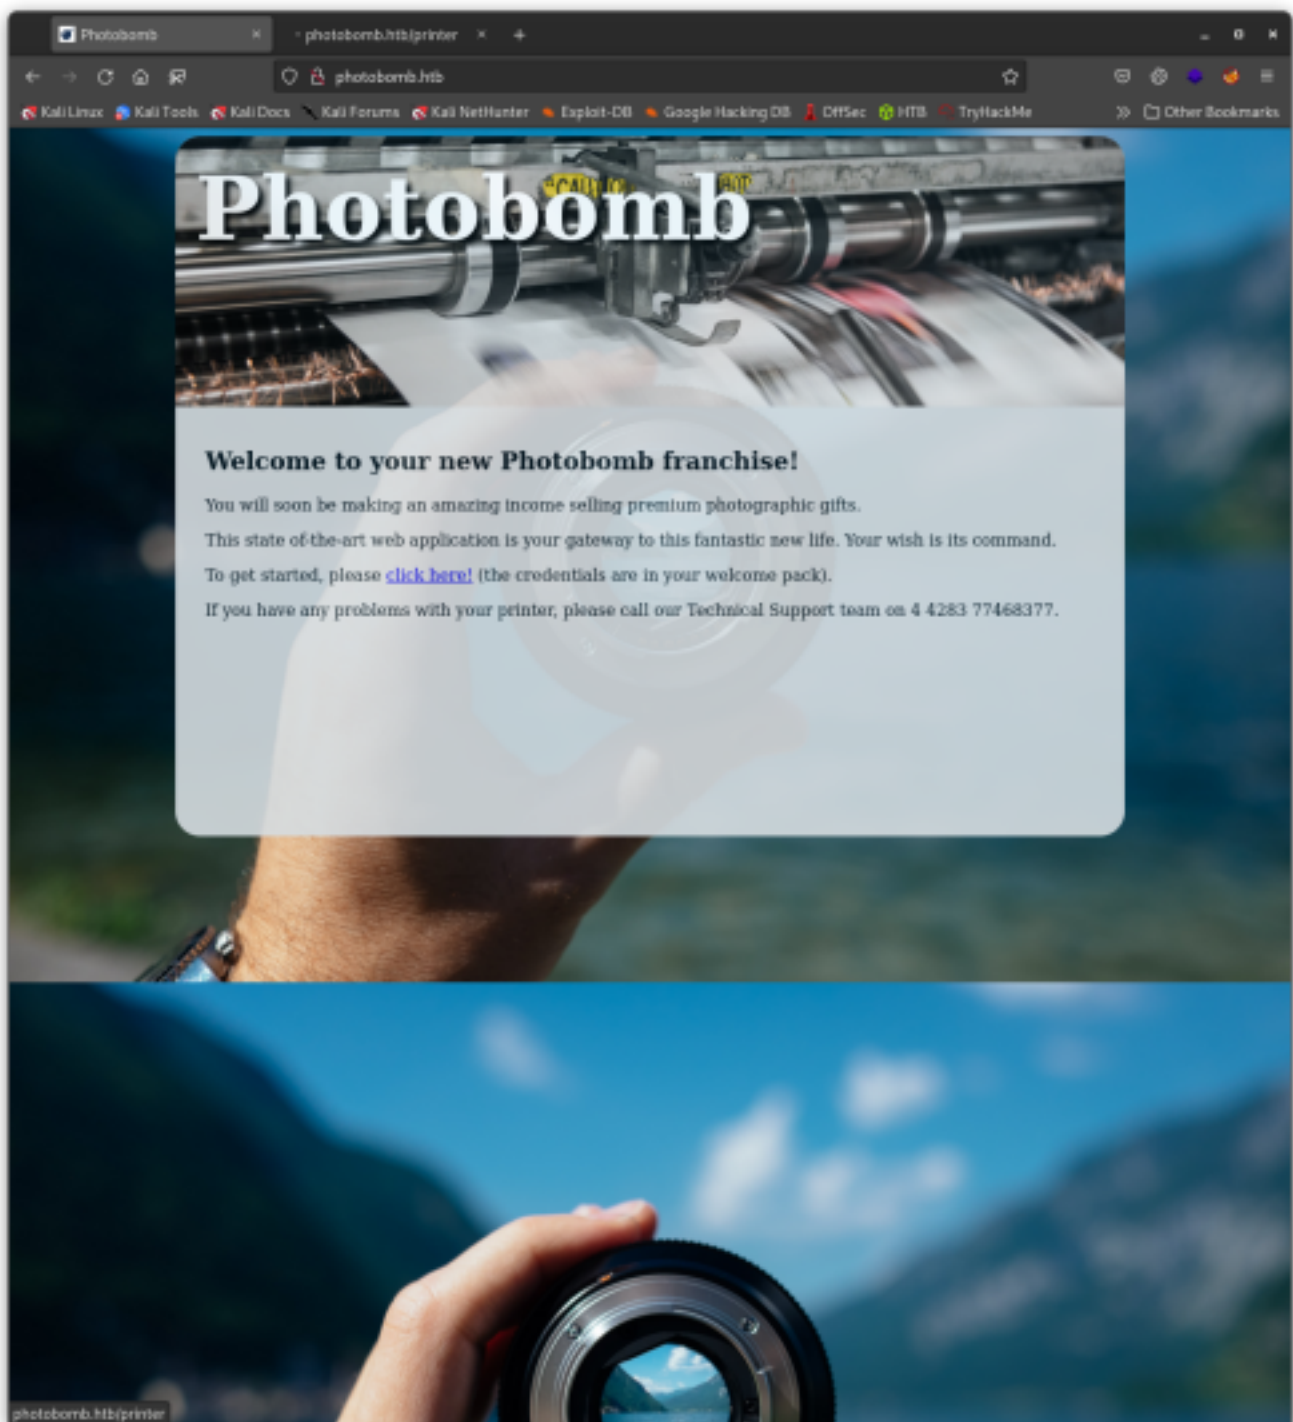 Photobomb
photobomb.htb/printer
photobomb.htb
Kali Linux Kali Tools Kali Docs Kali Forums Kali NetHunter Exploit-DB Google Hacking DB OffSec HTB TryHackMe Other Bookmarks
Photobomb
Welcome to your new Photobomb franchise!
You will soon be making an amazing income selling premium photographic gifts.
This state of-the-art web application is your gateway to this fantastic new life. Your wish is its command.
To get started, please click here! (the credentials are in your welcome pack).
If you have any problems with your printer, please call our Technical Support team on 4 4283 77468377.
photobomb.htb/printer